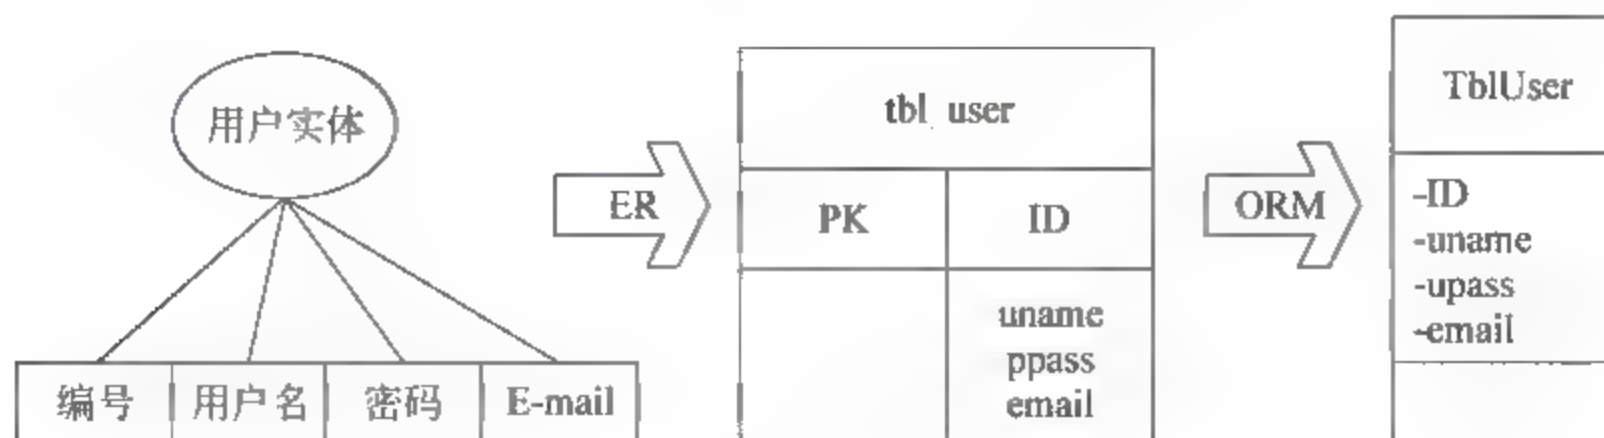 用户实体
编号 用户名 密码 E-mail
ER
tbl_user
PK ID
uname
ppass
email
ORM
TblUser
-ID
-uname
-upass
-email